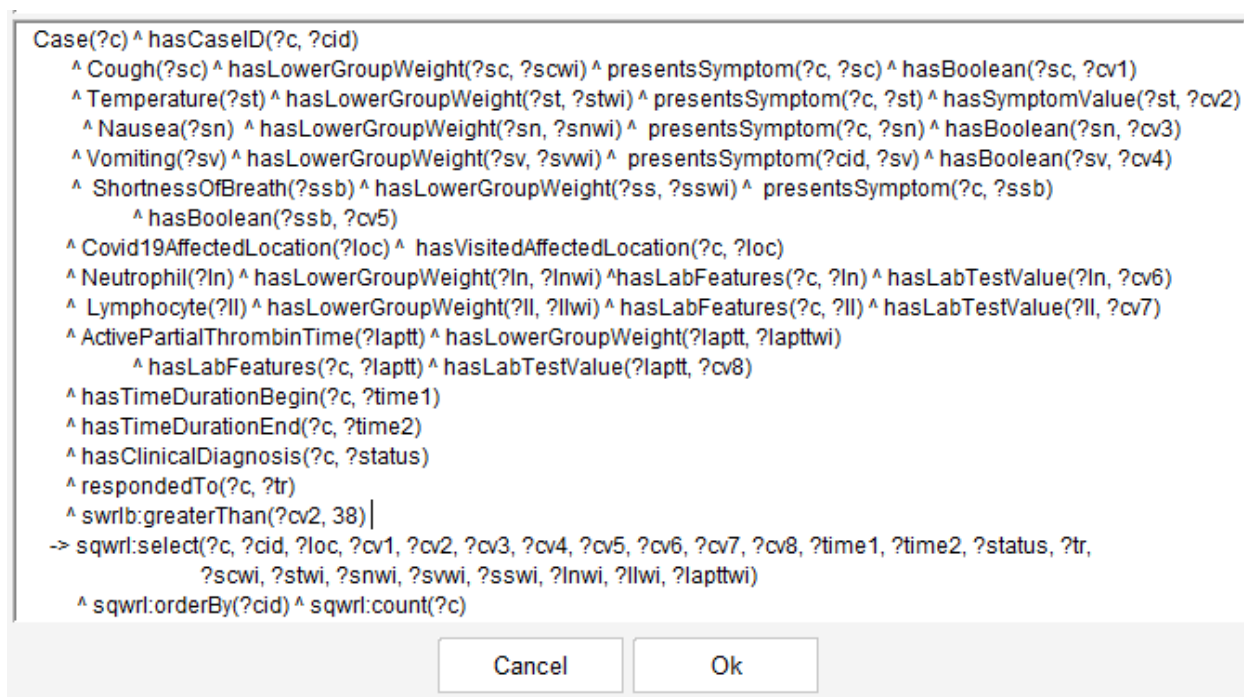 Case(?c) ^ hasCaseID(?c, ?cid)
^ Cough(?sc) ^ hasLowerGroupWeight(?sc, ?scwi) ^ presentsSymptom(?c, ?sc) ^ hasBoolean(?sc, ?cv1)
^ Temperature(?st) ^ hasLowerGroupWeight(?st, ?stwi) ^ presentsSymptom(?c, ?st) ^ hasSymptomValue(?st, ?cv2)
^ Nausea(?sn) ^ hasLowerGroupWeight(?sn, ?snwi) ^ presentsSymptom(?c, ?sn) ^ hasBoolean(?sn, ?cv3)
^ Vomiting(?sv) ^ hasLowerGroupWeight(?sv, ?svwi) ^ presentsSymptom(?cid, ?sv) ^ hasBoolean(?sv, ?cv4)
^ ShortnessOfBreath(?ssb) ^ hasLowerGroupWeight(?ss, ?sswi) ^ presentsSymptom(?c, ?ssb)
^ hasBoolean(?ssb, ?cv5)
^ Covid19AffectedLocation(?loc) ^ hasVisitedAffectedLocation(?c, ?loc)
^ Neutrophil(?ln) ^ hasLowerGroupWeight(?ln, ?lnwi) ^hasLabFeatures(?c, ?ln) ^ hasLabTestValue(?ln, ?cv6)
^ Lymphocyte(?ll) ^ hasLowerGroupWeight(?ll, ?llwi) ^ hasLabFeatures(?c, ?ll) ^ hasLabTestValue(?ll, ?cv7)
^ ActivePartialThrombinTime(?laptt) ^ hasLowerGroupWeight(?laptt, ?lapttwi)
^ hasLabFeatures(?c, ?laptt) ^ hasLabTestValue(?laptt, ?cv8)
^ hasTimeDurationBegin(?c, ?time1)
^ hasTimeDurationEnd(?c, ?time2)
^ hasClinicalDiagnosis(?c, ?status)
^ respondedTo(?c, ?tr)
^ swrlb:greaterThan(?cv2, 38)
-> sqwrl:select(?c, ?cid, ?loc, ?cv1, ?cv2, ?cv3, ?cv4, ?cv5, ?cv6, ?cv7, ?cv8, ?time1, ?time2, ?status, ?tr,
?scwi, ?stwi, ?snwi, ?svwi, ?sswi, ?lnwi, ?llwi, ?lapttwi)
^ sqwrl:orderBy(?cid) ^ sqwrl:count(?c)
Cancel
Ok